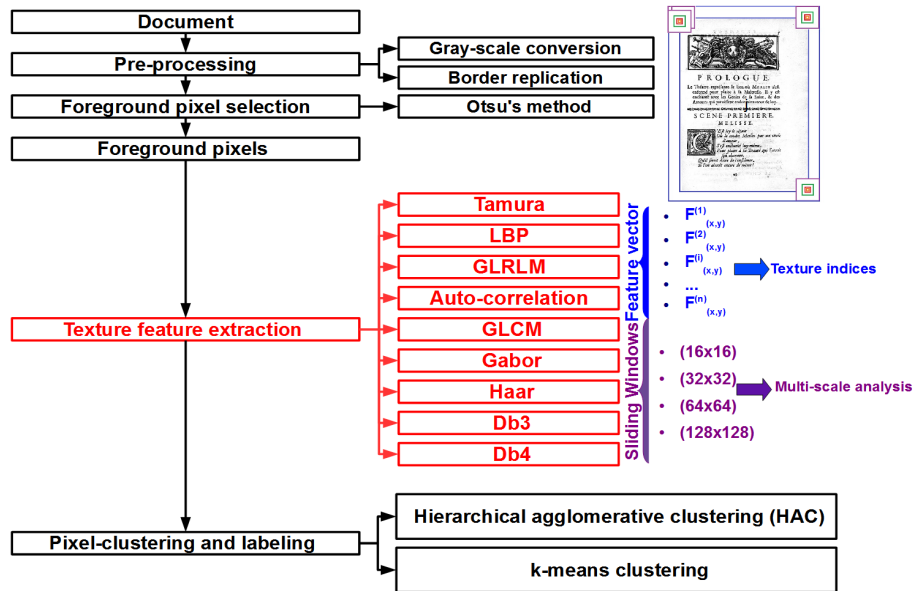 Document
Pre-processing
Gray-scale conversion
Border replication
Foreground pixel selection
Otsu's method
Foreground pixels
PROLOGUE.
SCENE PREMIERE.
MELISSE.
Texture feature extraction
Tamura
LBP
GLRLM
Auto-correlation
GLCM
Gabor
Haar
Db3
Db4
Feature vector
Sliding Windows
• F(1)(x,y)
• F(2)(x,y)
• F(i)(x,y)
• ...
• F(n)(x,y)
Texture indices
• (16x16)
• (32x32)
• (64x64)
• (128x128)
Multi-scale analysis
Pixel-clustering and labeling
Hierarchical agglomerative clustering (HAC)
k-means clustering